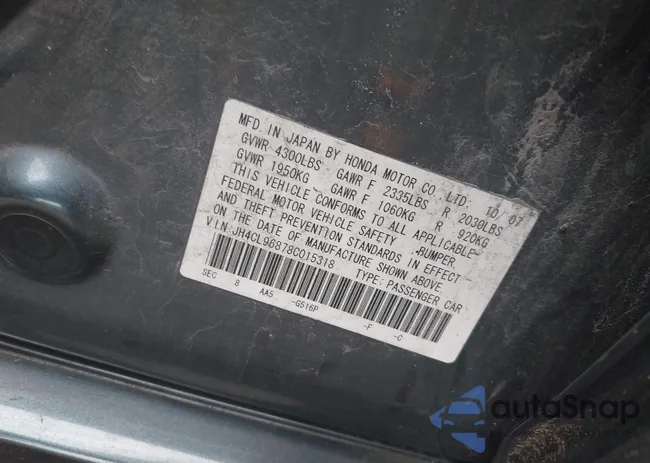 MFD. IN JAPAN BY HONDA MOTOR CO. LTD: 10/07
GVWR 4300LBS GAWR F 2335LBS R 2030LBS
GVWR 1950KG GAWR F 1060KG R 920KG
THIS VEHICLE CONFORMS TO ALL APPLICABLE
FEDERAL MOTOR VEHICLE SAFETY ,BUMPER,
AND THEFT PREVENTION STANDARDS IN EFFECT
ON THE DATE OF MANUFACTURE SHOWN ABOVE.
VIN:JH4CL96878C015318 TYPE: PASSENGER CAR
SEC 8 AA5 -G516P -F -C
autaSnap